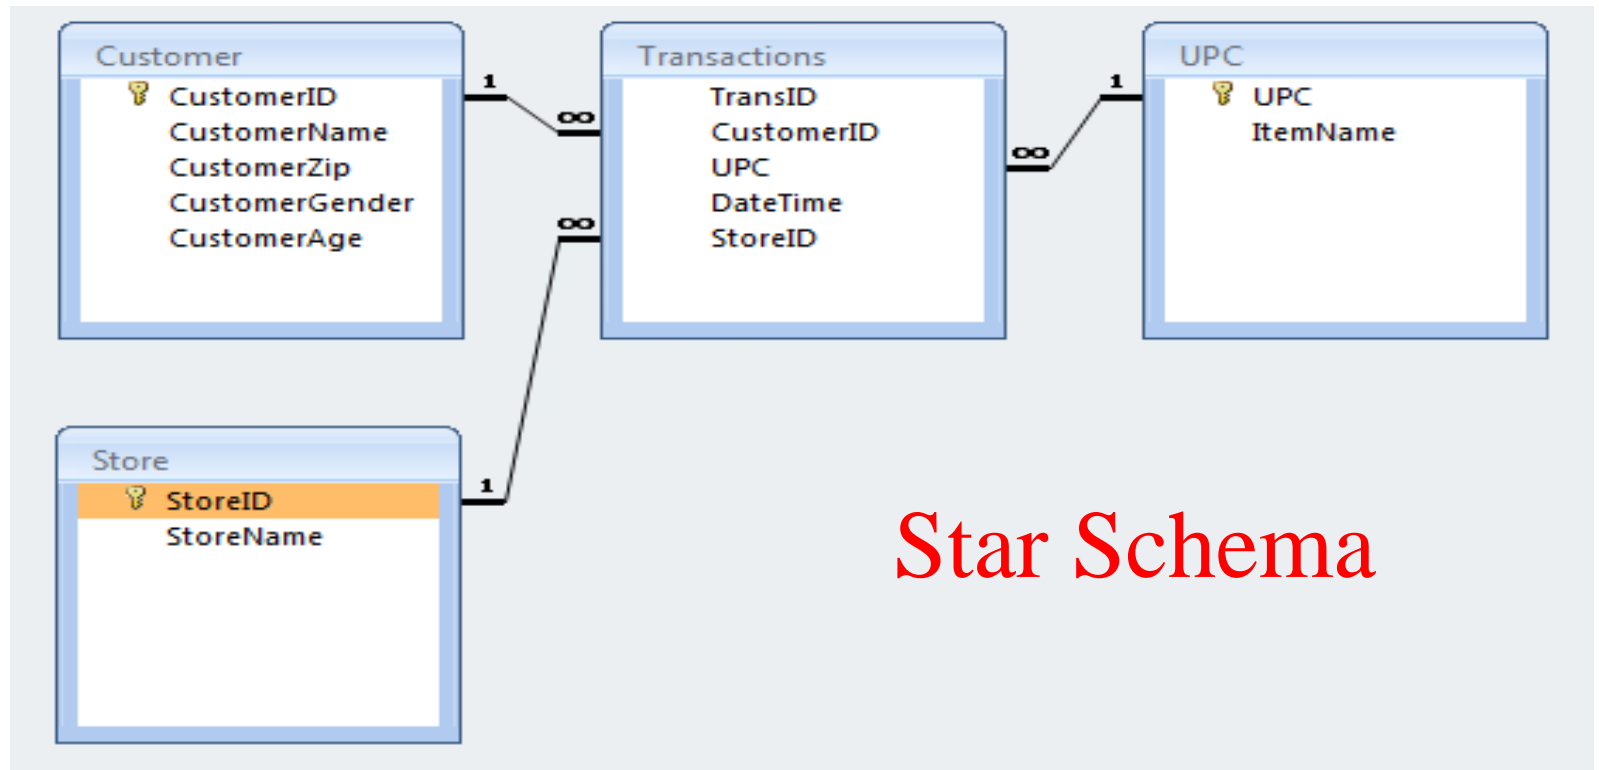 Customer
CustomerID
CustomerName
CustomerZip
CustomerGender
CustomerAge
1
∞
Transactions
TransID
CustomerID
UPC
DateTime
StoreID
∞
∞
1
UPC
UPC
ItemName
Store
StoreID
StoreName
1
Star Schema